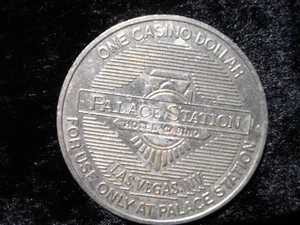 ONE CASINO DOLLAR
PALACE STATION
HOTEL & CASINO
LAS VEGAS, NV
FOR USE ONLY AT PALACE STATION